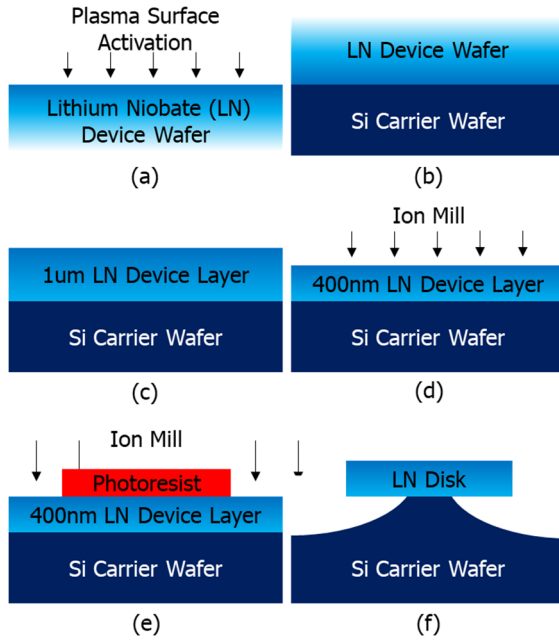 Plasma Surface
Activation
Lithium Niobate (LN)
Device Wafer
(a)
LN Device Wafer
Si Carrier Wafer
(b)
1um LN Device Layer
Si Carrier Wafer
(c)
Ion Mill
400nm LN Device Layer
Si Carrier Wafer
(d)
Ion Mill
Photoresist
400nm LN Device Layer
Si Carrier Wafer
(e)
LN Disk
Si Carrier Wafer
(f)